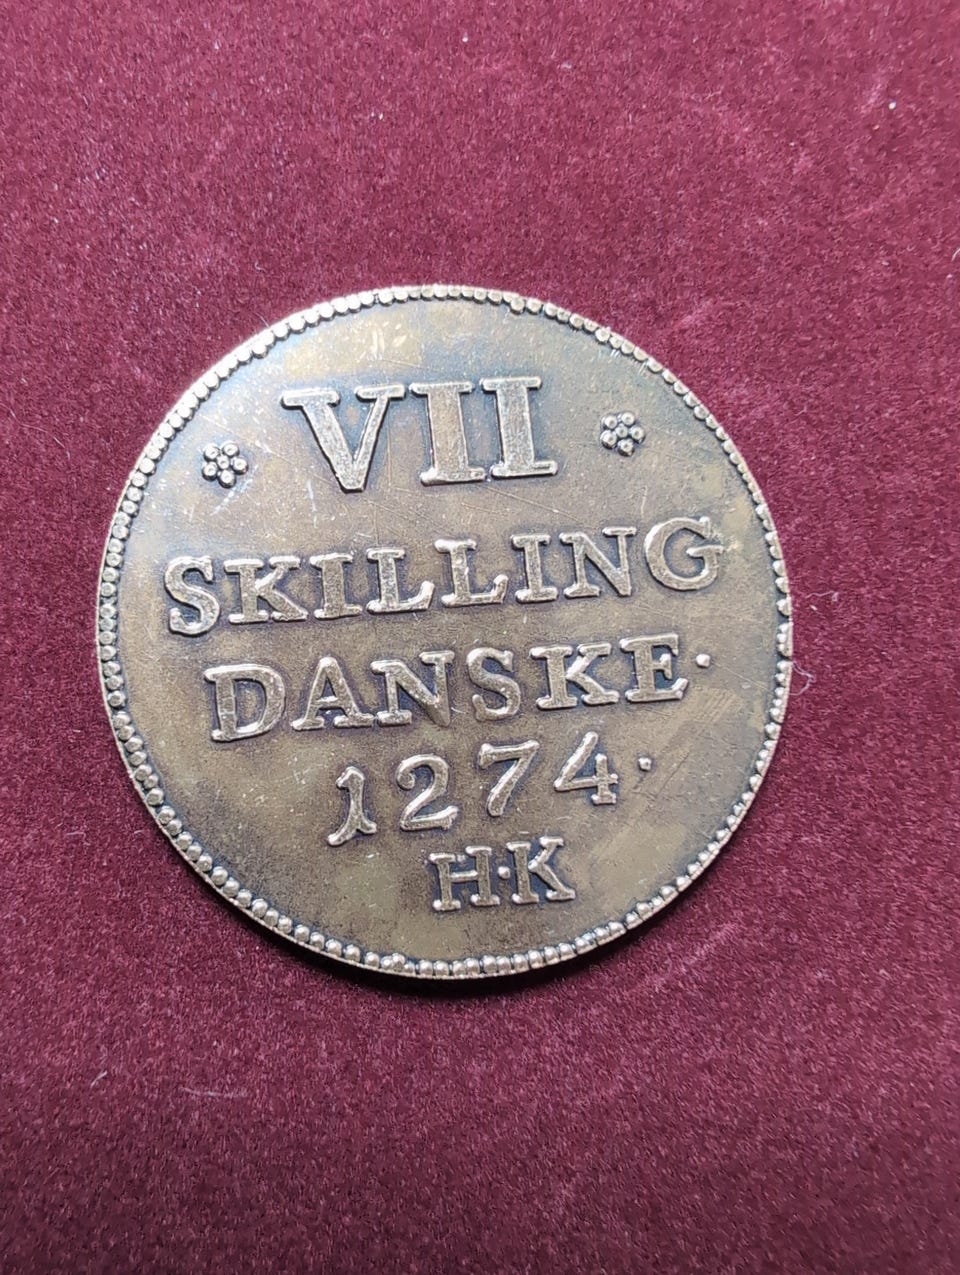 VII
SKILLING
DANSKE·
1274·
H·K